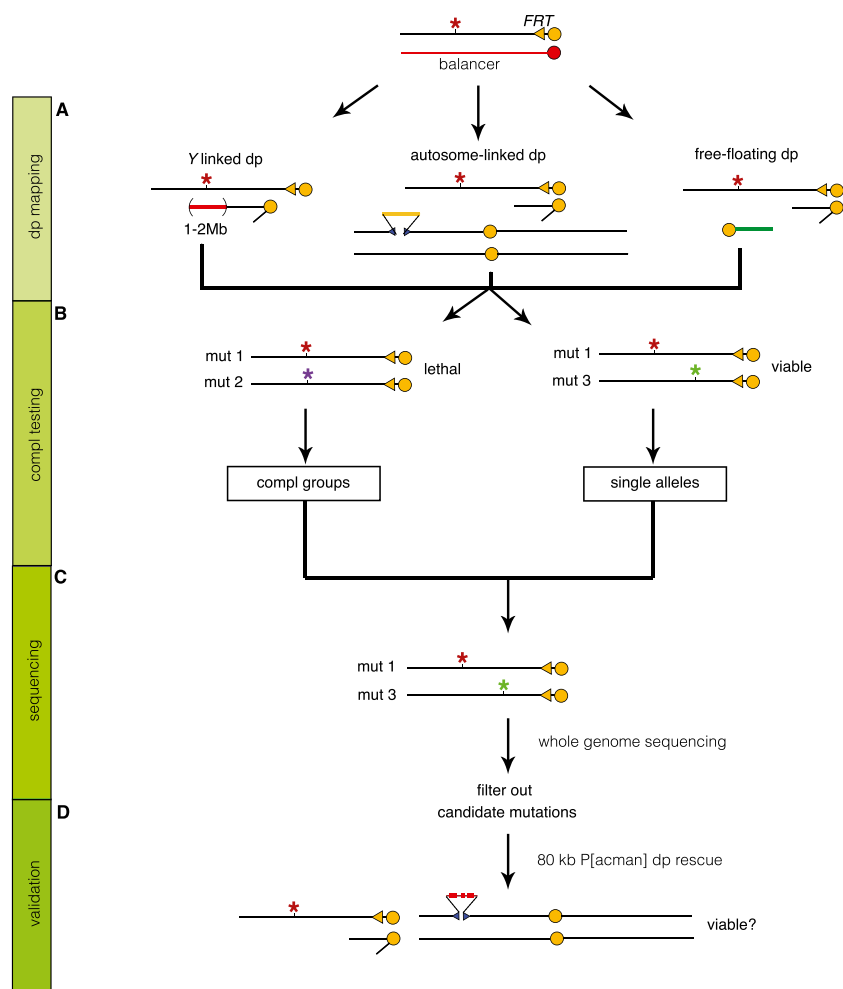 FRT
balancer
A
dp mapping
Y linked dp
autosome-linked dp
free-floating dp
1-2Mb
B
compl testing
mut 1
mut 2
lethal
mut 1
mut 3
viable
compl groups
single alleles
C
sequencing
mut 1
mut 3
whole genome sequencing
filter out
candidate mutations
D
validation
80 kb P[acman] dp rescue
viable?